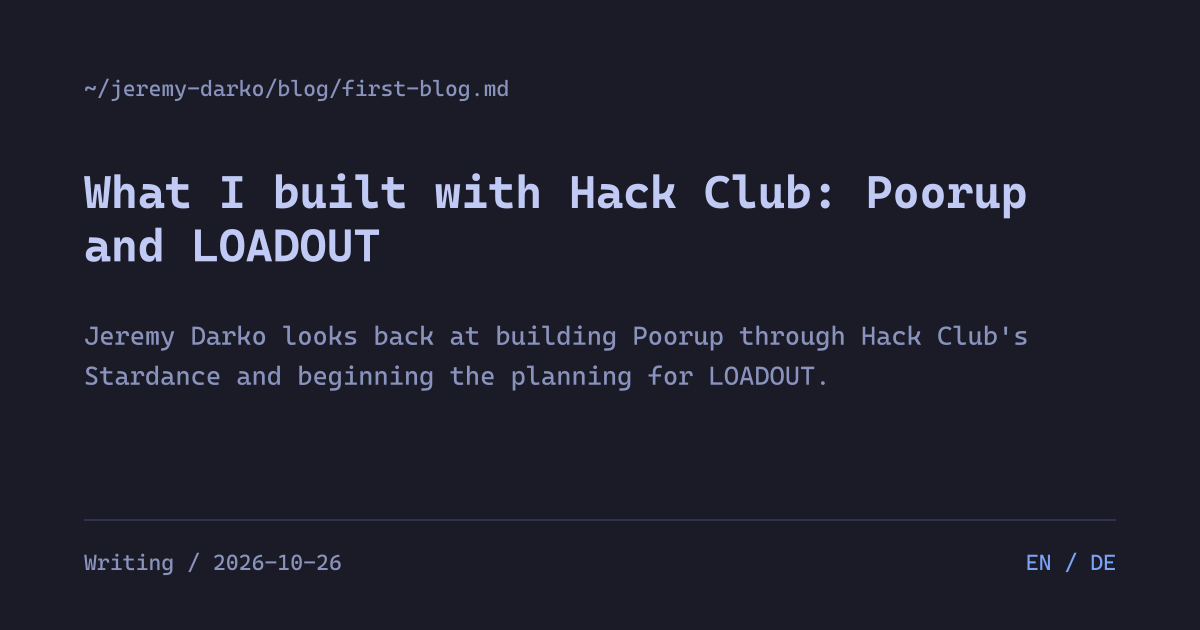 ~/jeremy-darko/blog/first-blog.md
What I built with Hack Club: Poorup
and LOADOUT
Jeremy Darko looks back at building Poorup through Hack Club's
Stardance and beginning the planning for LOADOUT.
Writing / 2026-10-26
EN / DE